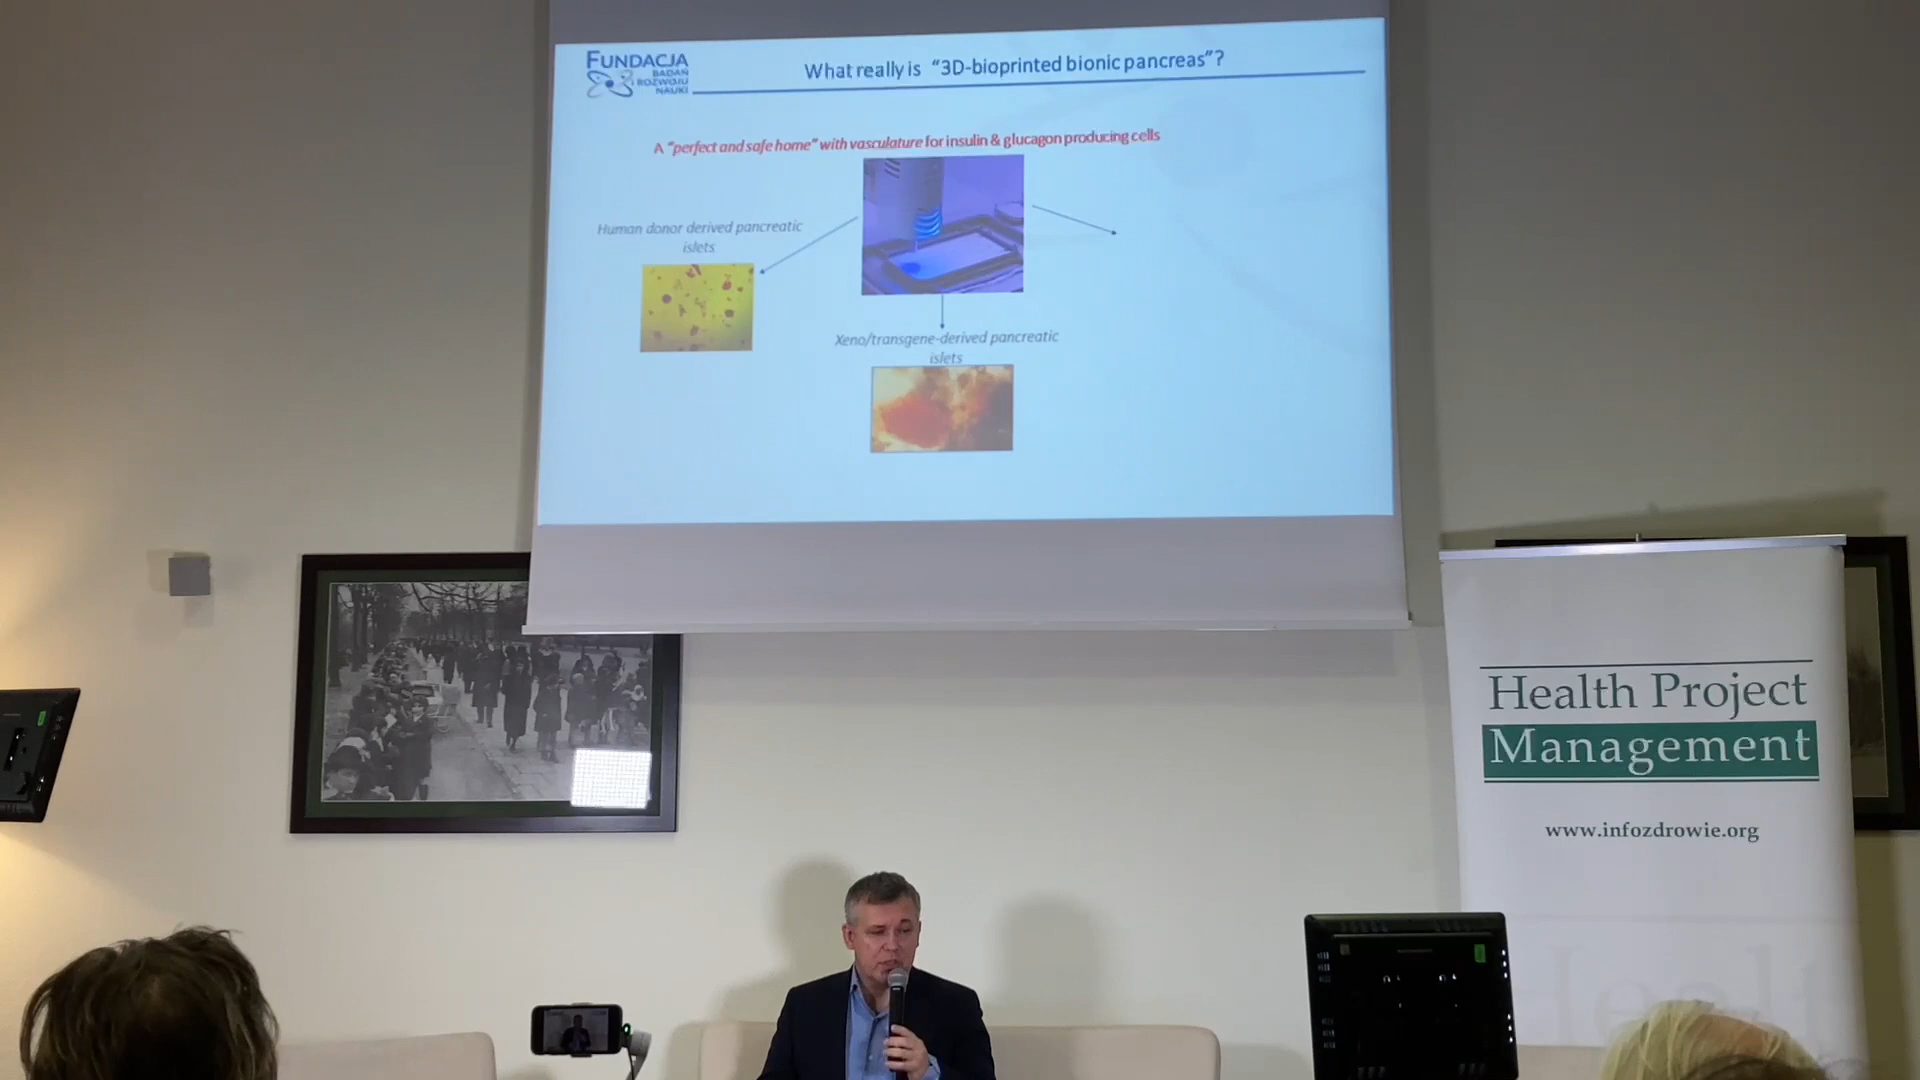 FUNDACJA
BADAŃ
ROZWOJU
NAUKI
What really is "3D-bioprinted bionic pancreas"?
A "perfect and safe home" with vasculature for insulin & glucagon producing cells
Human donor derived pancreatic
islets
Xeno/transgene-derived pancreatic
islets
Health Project
Management
www.infozdrowie.org